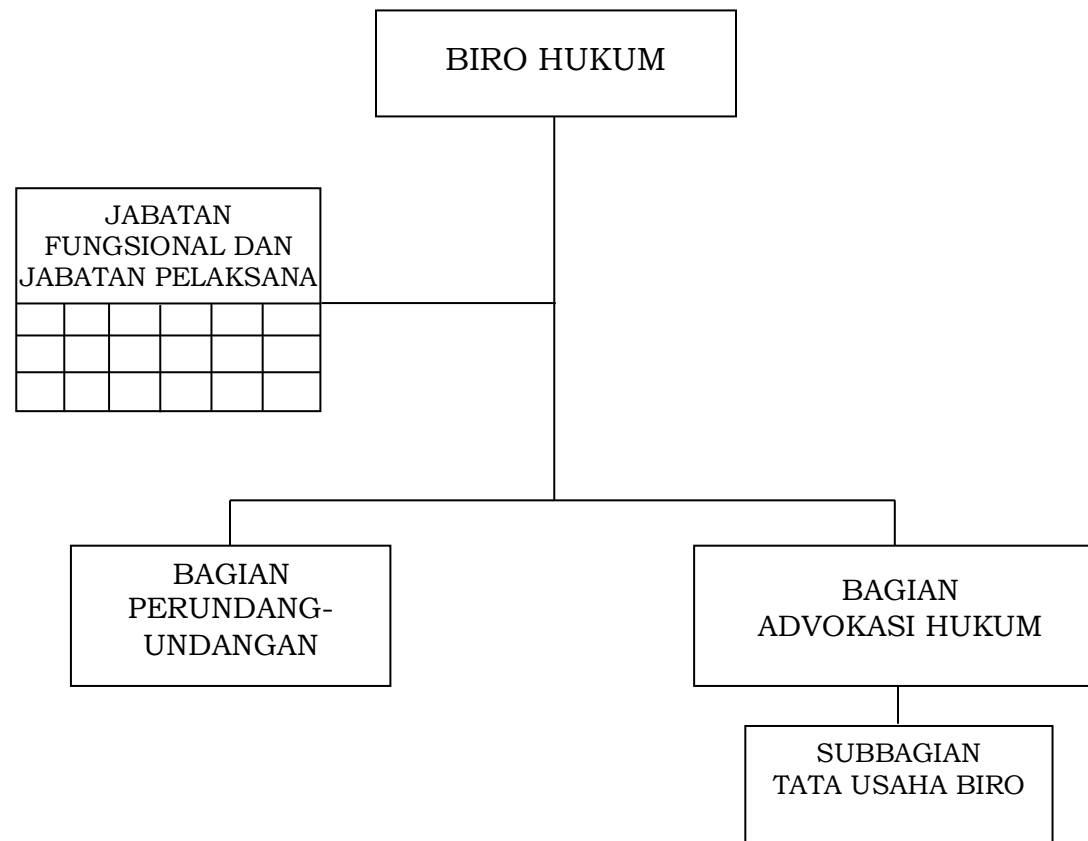 BIRO HUKUM
JABATAN
FUNGSIONAL DAN
JABATAN PELAKSANA
BAGIAN
PERUNDANG-
UNDANGAN
BAGIAN
ADVOKASI HUKUM
SUBBAGIAN
TATA USAHA BIRO